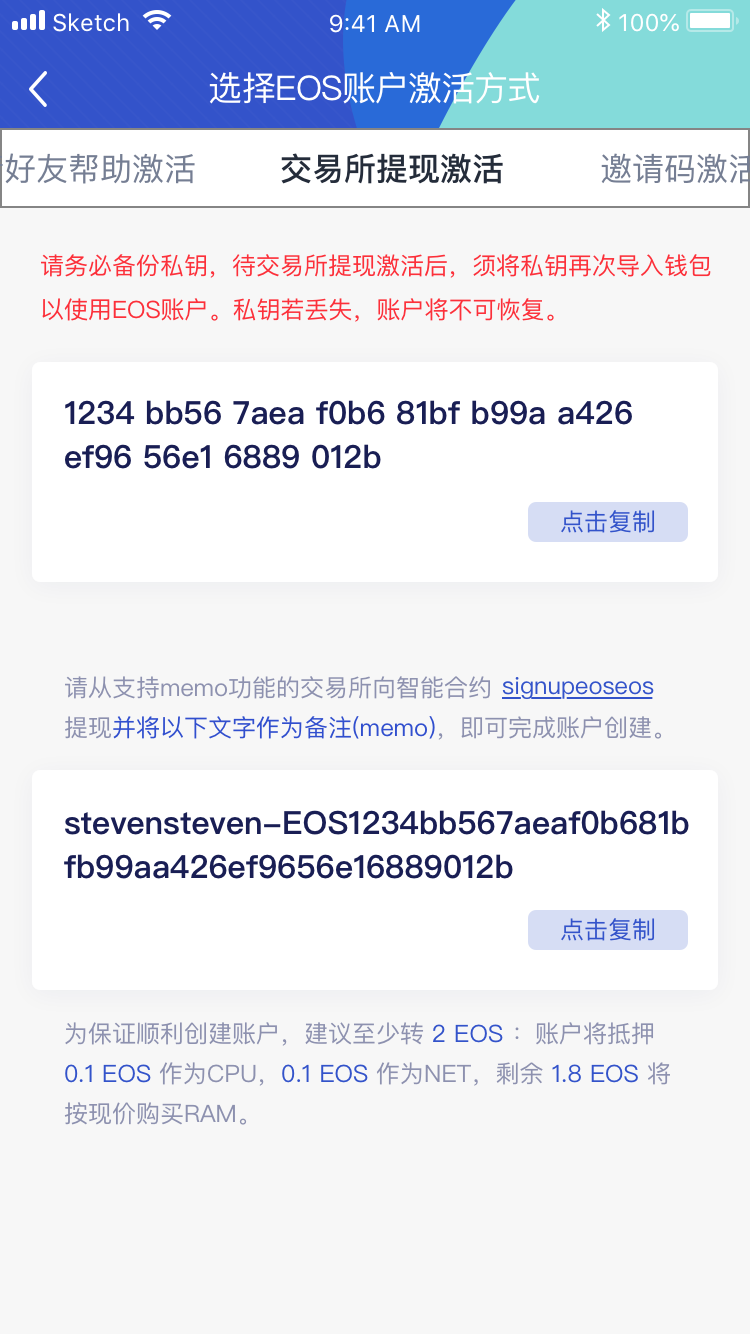 Sketch 9:41 AM 100%
选择EOS账户激活方式
好友帮助激活 交易所提现激活 邀请码激活
请务必备份私钥，待交易所提现激活后，须将私钥再次导入钱包
以使用EOS账户。私钥若丢失，账户将不可恢复。
1234 bb56 7aea f0b6 81bf b99a a426
ef96 56e1 6889 012b
点击复制
请从支持memo功能的交易所向智能合约 signupeoseos
提现并将以下文字作为备注(memo)，即可完成账户创建。
stevensteven-EOS1234bb567aeaf0b681b
fb99aa426ef9656e16889012b
点击复制
为保证顺利创建账户，建议至少转 2 EOS ：账户将抵押
0.1 EOS 作为CPU，0.1 EOS 作为NET，剩余 1.8 EOS 将
按现价购买RAM。